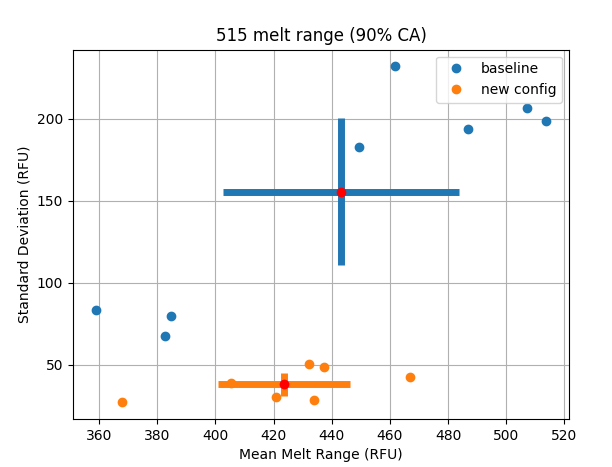 515 melt range (90% CA)
baseline
new config
Standard Deviation (RFU)
200
150
100
50
360 380 400 420 440 460 480 500 520
Mean Melt Range (RFU)